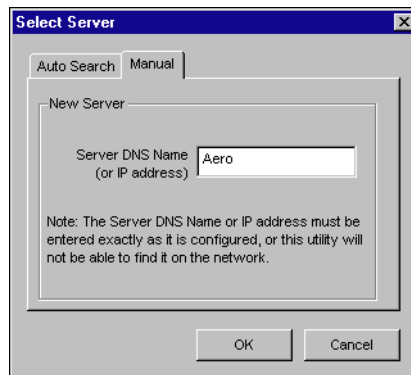 Select Server
Auto Search
Manual
New Server
Server DNS Name
(or IP address)
Aero
Note: The Server DNS Name or IP address must be
entered exactly as it is configured, or this utility will
not be able to find it on the network.
OK
Cancel